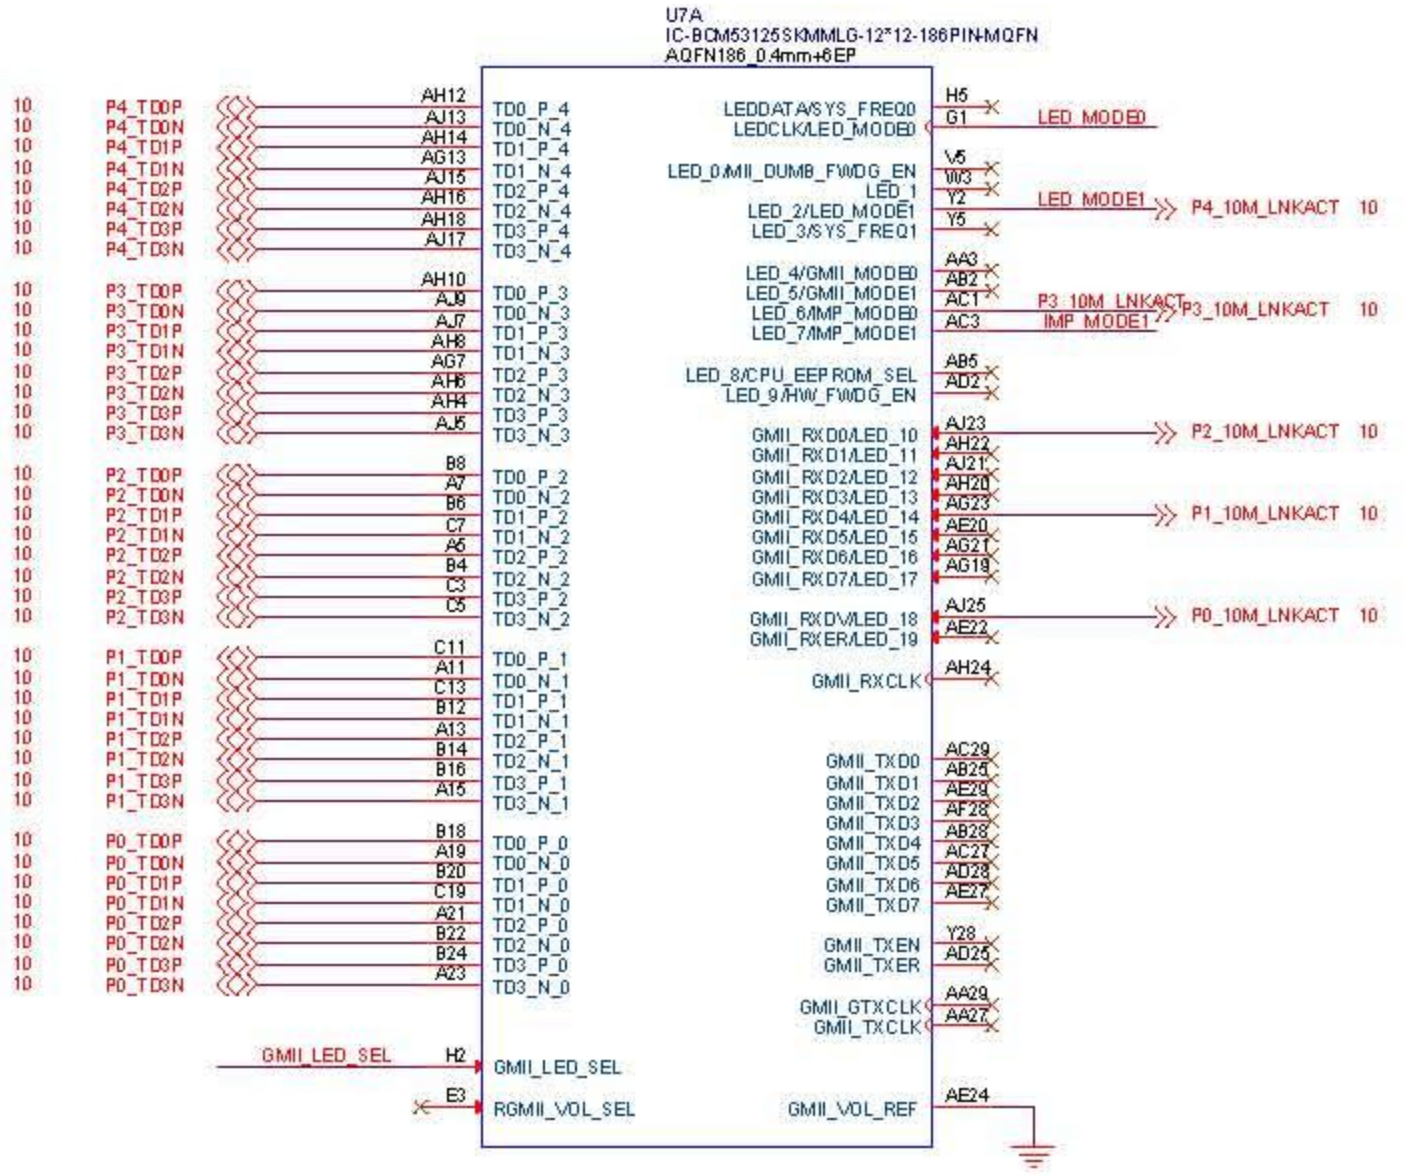 U7A
IC-BCM53125SKMMLG-12*12-186PIN-MQFN
AQFN186_0.4mm+6EP
10 P4_TD0P AH12 TD0_P_4
10 P4_TD0N AJ13 TD0_N_4
10 P4_TD1P AH14 TD1_P_4
10 P4_TD1N AG13 TD1_N_4
10 P4_TD2P AJ15 TD2_P_4
10 P4_TD2N AH16 TD2_N_4
10 P4_TD3P AH18 TD3_P_4
10 P4_TD3N AJ17 TD3_N_4
10 P3_TD0P AH10 TD0_P_3
10 P3_TD0N AJ9 TD0_N_3
10 P3_TD1P AJ7 TD1_P_3
10 P3_TD1N AH8 TD1_N_3
10 P3_TD2P AG7 TD2_P_3
10 P3_TD2N AH6 TD2_N_3
10 P3_TD3P AH4 TD3_P_3
10 P3_TD3N AJ5 TD3_N_3
10 P2_TD0P B8 TD0_P_2
10 P2_TD0N A7 TD0_N_2
10 P2_TD1P B6 TD1_P_2
10 P2_TD1N C7 TD1_N_2
10 P2_TD2P A5 TD2_P_2
10 P2_TD2N B4 TD2_N_2
10 P2_TD3P C3 TD3_P_2
10 P2_TD3N C5 TD3_N_2
10 P1_TD0P C11 TD0_P_1
10 P1_TD0N A11 TD0_N_1
10 P1_TD1P C13 TD1_P_1
10 P1_TD1N B12 TD1_N_1
10 P1_TD2P A13 TD2_P_1
10 P1_TD2N B14 TD2_N_1
10 P1_TD3P B16 TD3_P_1
10 P1_TD3N A15 TD3_N_1
10 P0_TD0P B18 TD0_P_0
10 P0_TD0N A19 TD0_N_0
10 P0_TD1P B20 TD1_P_0
10 P0_TD1N C19 TD1_N_0
10 P0_TD2P A21 TD2_P_0
10 P0_TD2N B22 TD2_N_0
10 P0_TD3P B24 TD3_P_0
10 P0_TD3N A23 TD3_N_0
GMII_LED_SEL H2 GMII_LED_SEL
E3 RGMII_VOL_SEL
LEDDATA/SYS_FREQ0 H5
LEDCLK/LED_MODE0 G1 LED_MODE0
LED_0/MII_DUMB_FWDG_EN V5
LED_1 W3
LED_2/LED_MODE1 Y2 LED_MODE1 P4_10M_LNKACT 10
LED_3/SYS_FREQ1 Y5
LED_4/GMII_MODE0 AA3
LED_5/GMII_MODE1 AB2
LED_6/IMP_MODE0 AC1 P3_10M_LNKACT P3_10M_LNKACT 10
LED_7/IMP_MODE1 AC3 IMP_MODE1
LED_8/CPU_EEPROM_SEL AB5
LED_9/HW_FWDG_EN AD2
GMII_RXD0/LED_10 AJ23 P2_10M_LNKACT 10
GMII_RXD1/LED_11 AH22
GMII_RXD2/LED_12 AJ21
GMII_RXD3/LED_13 AH20
GMII_RXD4/LED_14 AG23 P1_10M_LNKACT 10
GMII_RXD5/LED_15 AE20
GMII_RXD6/LED_16 AG21
GMII_RXD7/LED_17 AG19
GMII_RXDV/LED_18 AJ25 P0_10M_LNKACT 10
GMII_RXER/LED_19 AE22
GMII_RXCLK AH24
GMII_TXD0 AC29
GMII_TXD1 AB25
GMII_TXD2 AE29
GMII_TXD3 AF28
GMII_TXD4 AB28
GMII_TXD5 AC27
GMII_TXD6 AD28
GMII_TXD7 AE27
GMII_TXEN Y28
GMII_TXER AD25
GMII_GTXCLK AA29
GMII_TXCLK AA27
GMII_VOL_REF AE24